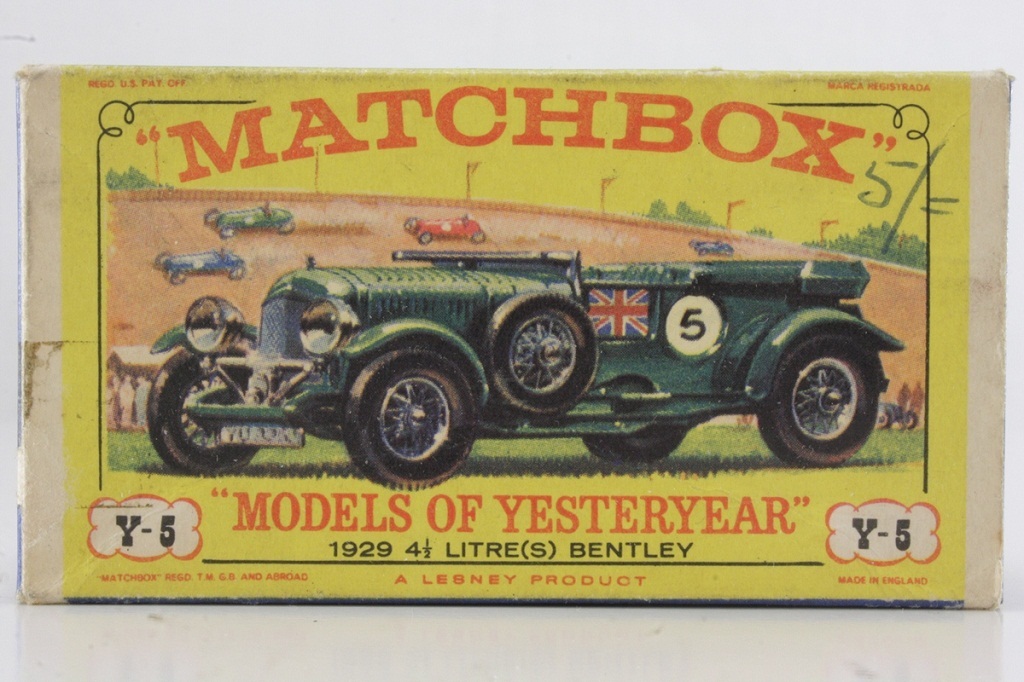 REGD. U.S. PAT. OFF.
MARCA REGISTRADA
"MATCHBOX"
5/=
5
Y-5
"MODELS OF YESTERYEAR"
Y-5
1929 4½ LITRE(S) BENTLEY
"MATCHBOX" REGD. T.M. G.B. AND ABROAD
A LESNEY PRODUCT
MADE IN ENGLAND